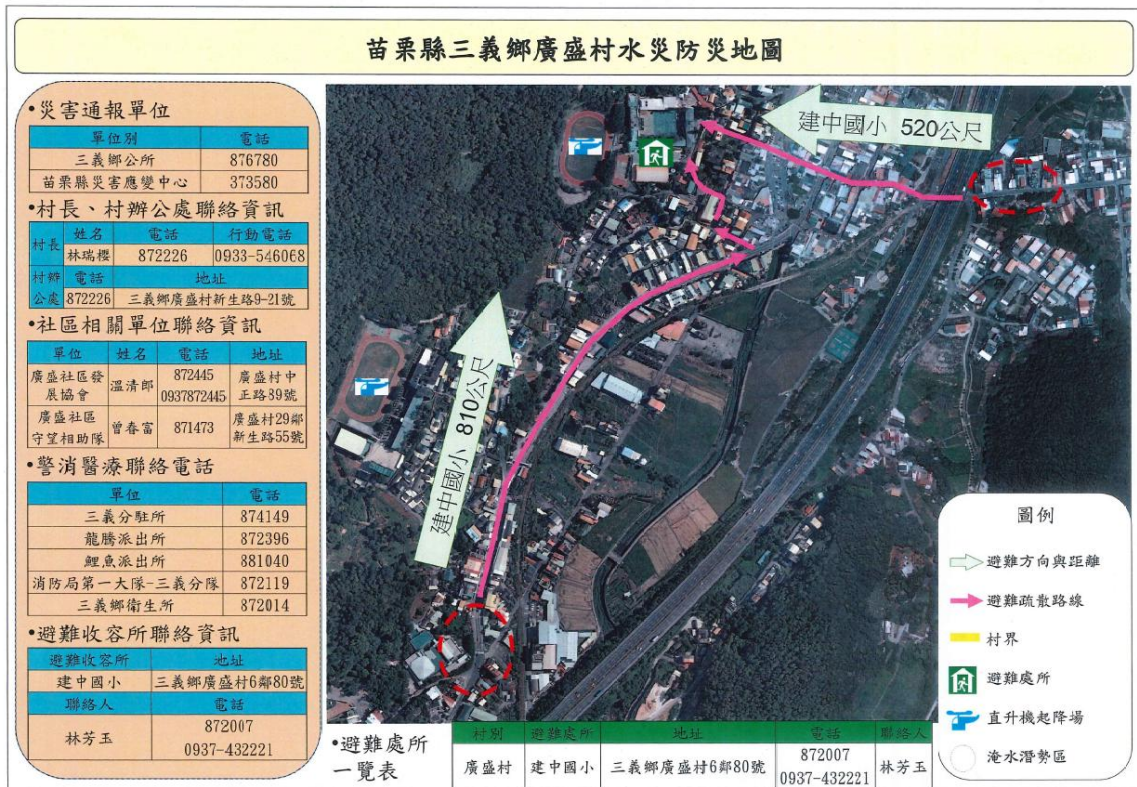 苗栗縣三義鄉廣盛村水災防災地圖
•災害通報單位
單位別 電話
三義鄉公所 876780
苗栗縣災害應變中心 373580
•村長、村辦公處聯絡資訊
村長 姓名 電話 行動電話
林瑞櫻 872226 0933-546068
村辦公處 電話 地址
872226 三義鄉廣盛村新生路9-21號
•社區相關單位聯絡資訊
單位 姓名 電話 地址
廣盛社區發展協會 溫清郎 872445 0937872445 廣盛村中正路89號
廣盛社區守望相助隊 曾春富 871473 廣盛村29鄰新生路55號
•警消醫療聯絡電話
單位 電話
三義分駐所 874149
龍騰派出所 872396
鯉魚派出所 881040
消防局第一大隊-三義分隊 872119
三義鄉衛生所 872014
•避難收容所聯絡資訊
避難收容所 地址
建中國小 三義鄉廣盛村6鄰80號
聯絡人 電話
林芳玉 872007
0937-432221
建中國小 520公尺
建中國小 810公尺
圖例
避難方向與距離
避難疏散路線
村界
避難處所
直升機起降場
淹水潛勢區
•避難處所
一覽表
村別 避難處所 地址 電話 聯絡人
廣盛村 建中國小 三義鄉廣盛村6鄰80號 872007 0937-432221 林芳玉